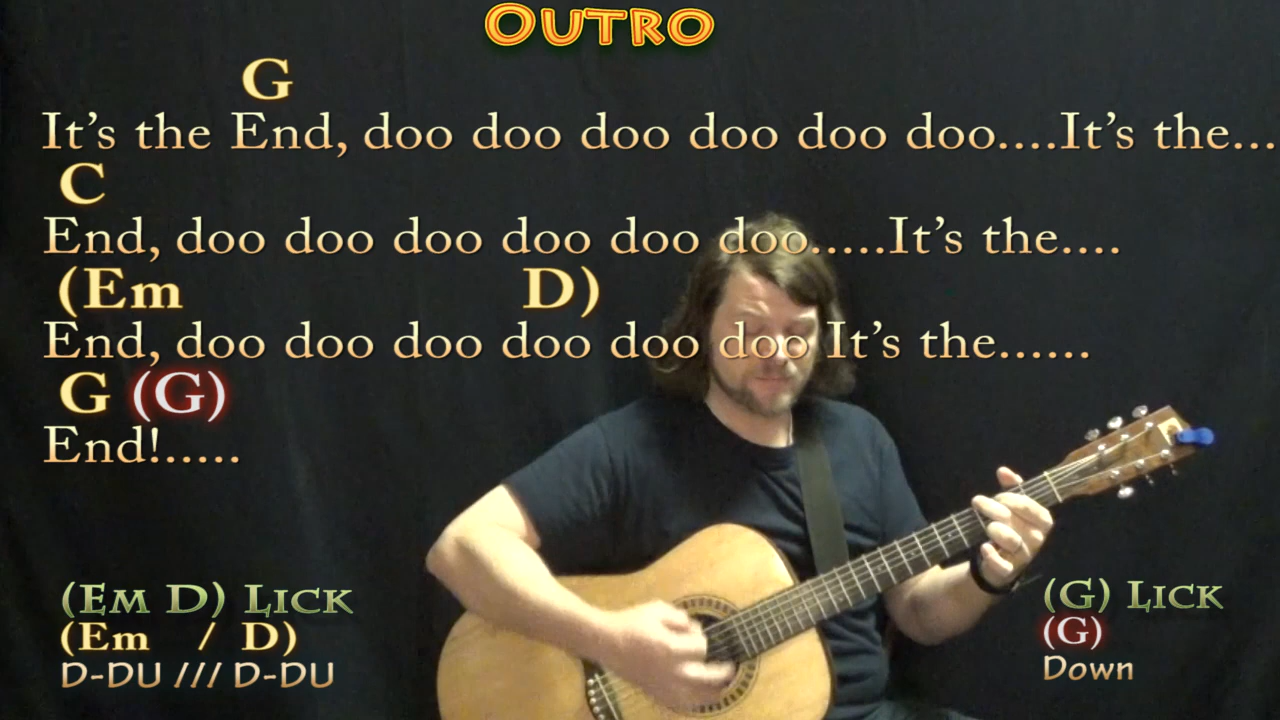 OUTRO
G
It's the End, doo doo doo doo doo doo....It's the...
C
End, doo doo doo doo doo doo.....It's the....
(Em D)
End, doo doo doo doo doo doo It's the......
G (G)
End!.....
(EM D) LICK
(Em / D)
D-DU /// D-DU
(G) LICK
(G)
Down